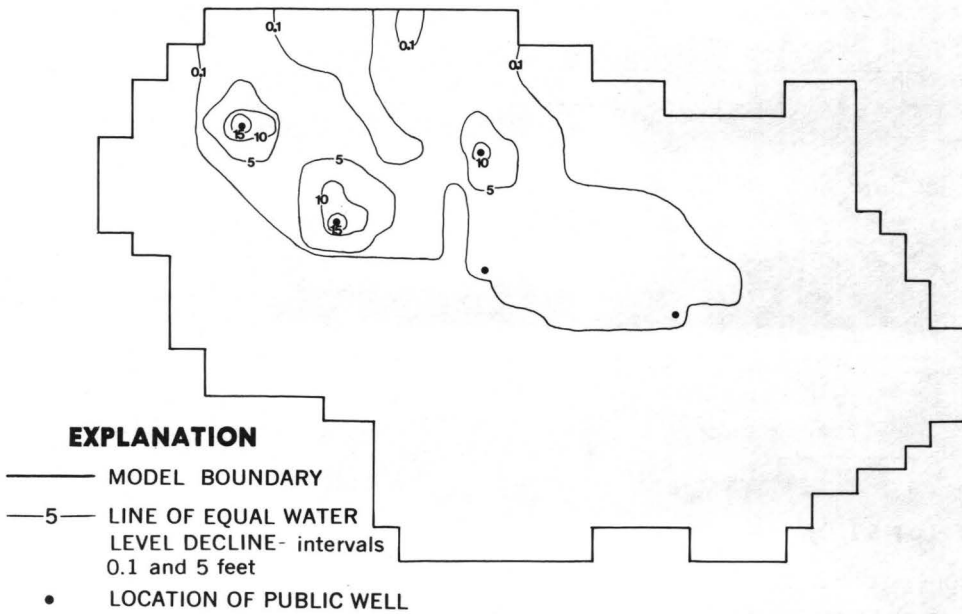 0.1
0.1
0.1
0.1
15
10
5
10
5
5
10
15
EXPLANATION
MODEL BOUNDARY
5
LINE OF EQUAL WATER
LEVEL DECLINE- intervals
0.1 and 5 feet
LOCATION OF PUBLIC WELL